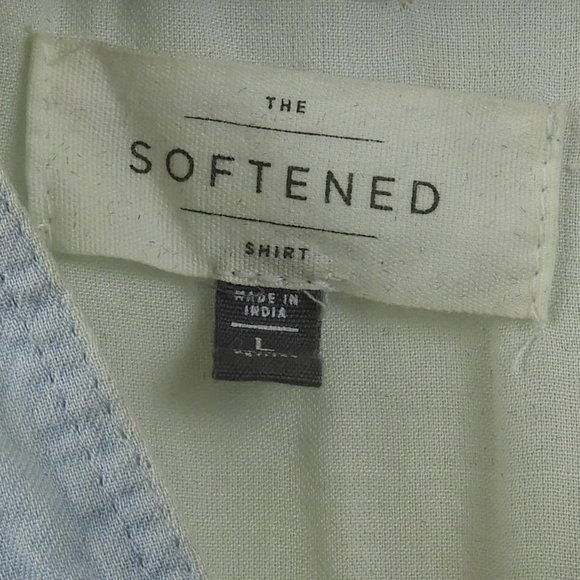 THE
SOFTENED
SHIRT
MADE IN
INDIA
L